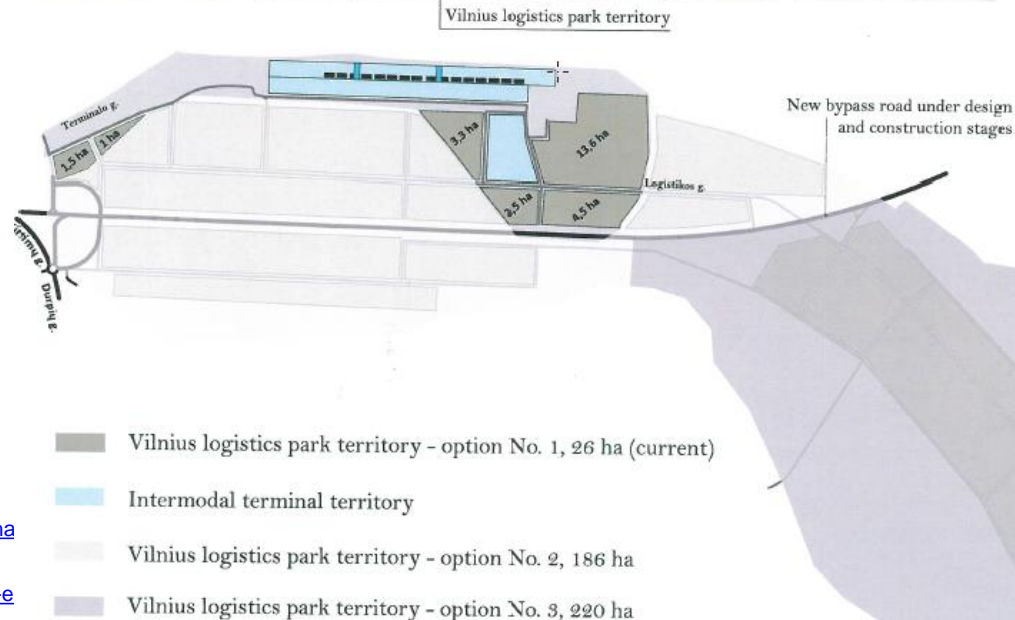 Vilnius logistics park territory
Terminalo g.
1,5 ha
1 ha
3,3 ha
13,6 ha
New bypass road under design
and construction stages
Logistikos g.
2,5 ha
4,5 ha
Durpių g.
Vilnius logistics park territory - option No. 1, 26 ha (current)
Intermodal terminal territory
Vilnius logistics park territory - option No. 2, 186 ha
Vilnius logistics park territory - option No. 3, 220 ha